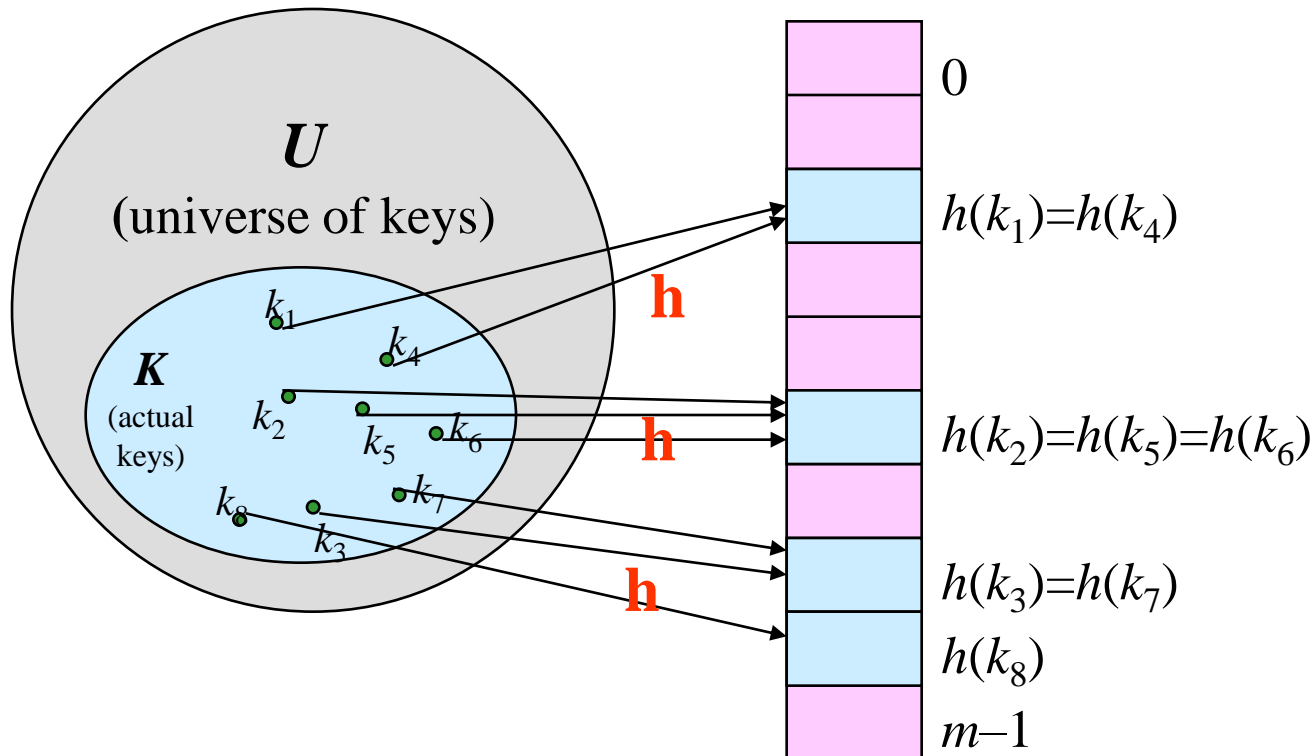 U
(universe of keys)
K
(actual
keys)
k₁
k₄
k₂
k₅
k₆
k₇
k₈
k₃
h
h
h
0
h(k₁)=h(k₄)
h(k₂)=h(k₅)=h(k₆)
h(k₃)=h(k₇)
h(k₈)
m–1